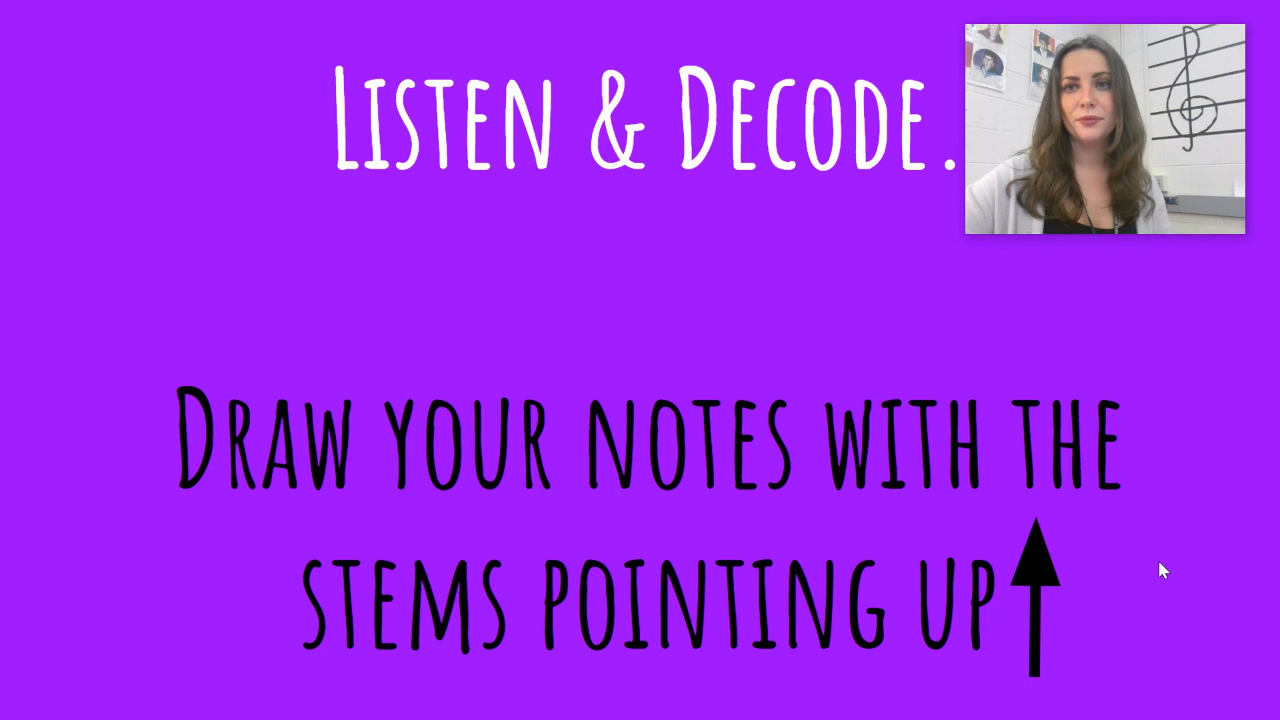 Listen & Decode.
Draw your notes with the
stems pointing up